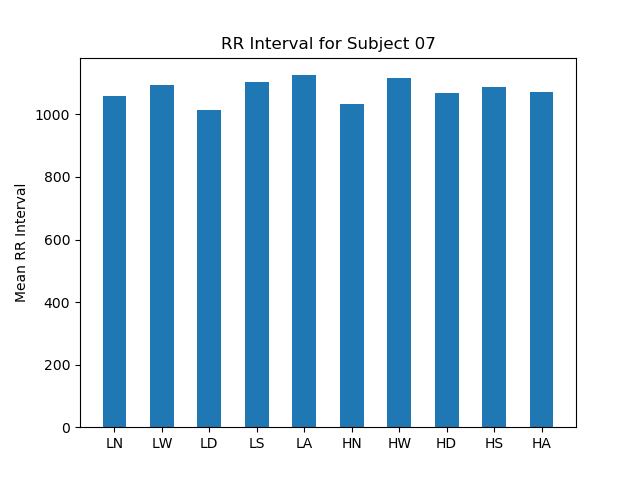 RR Interval for Subject 07
Mean RR Interval
1000
800
600
400
200
0
LN LW LD LS LA HN HW HD HS HA